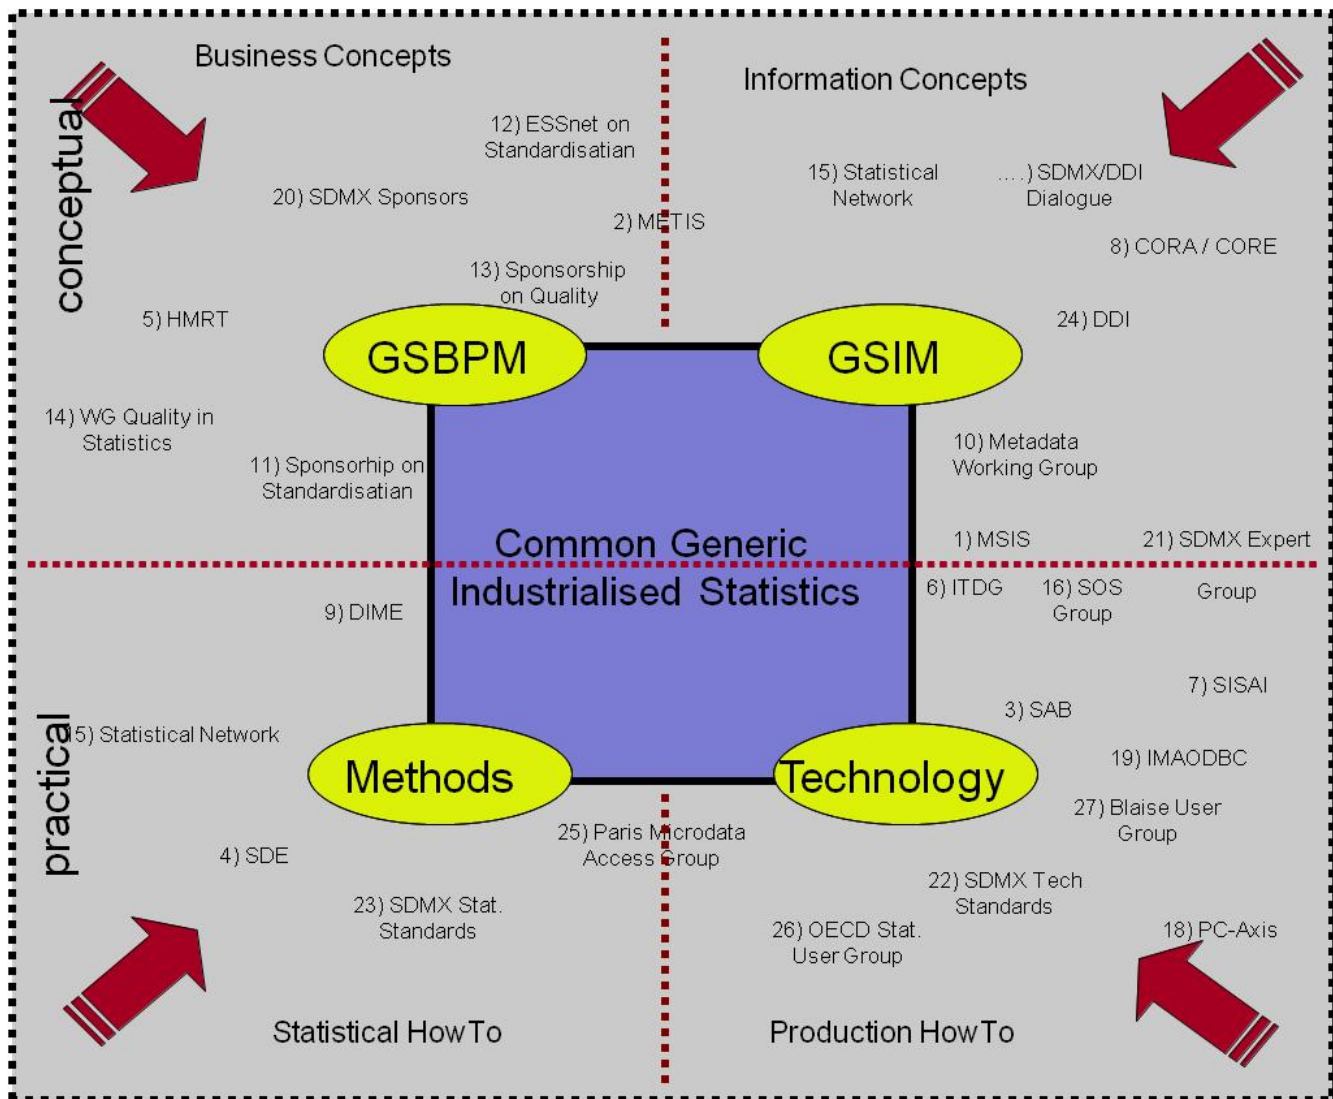 Business Concepts
Information Concepts
conceptual
12) ESSnet on
Standardisatian
15) Statistical
Network
....) SDMX/DDI
Dialogue
20) SDMX Sponsors
2) METIS
8) CORA / CORE
13) Sponsorship
on Quality
5) HMRT
24) DDI
GSBPM
GSIM
14) WG Quality in
Statistics
10) Metadada
Working Group
11) Sponsorhip on
Standardisatian
Common Generic
Industrialised Statistics
1) MSIS
21) SDMX Expert
Group
6) ITDG
16) SOS
Group
9) DIME
7) SISAI
3) SAB
practical
15) Statistical Network
19) IMAODBC
Methods
Technology
27) Blaise User
Group
25) Paris Microdata
Access Group
4) SDE
22) SDMX Tech
Standards
23) SDMX Stat.
Standards
26) OECD Stat.
User Group
18) PC-Axis
Statistical HowTo
Production HowTo